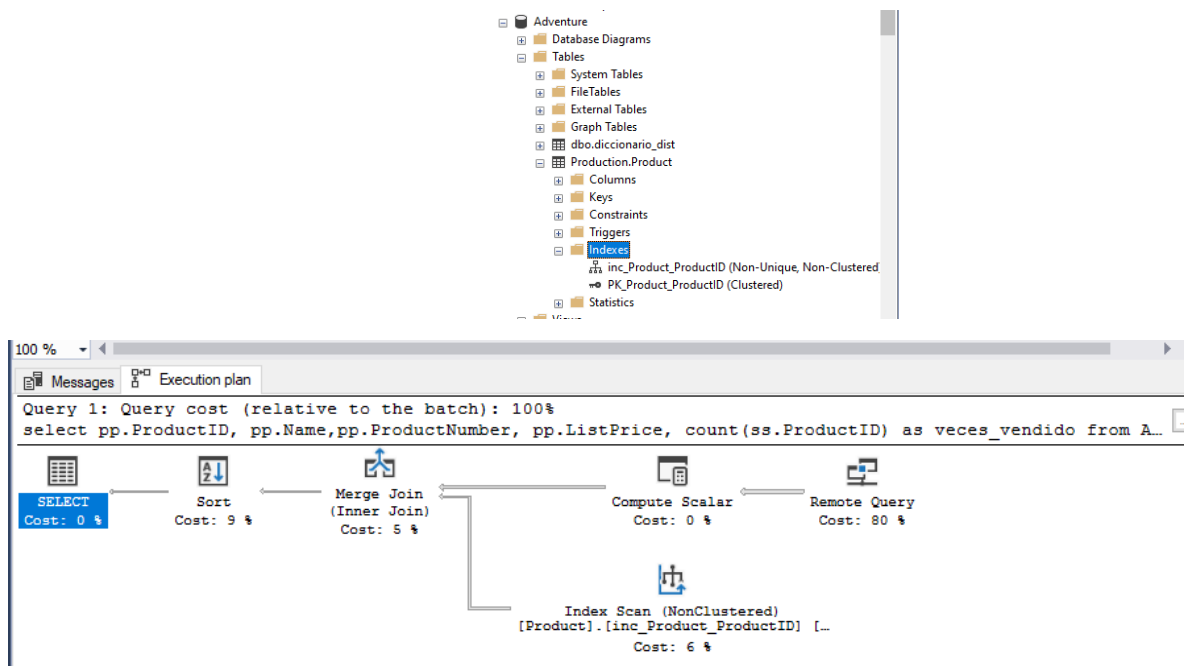 Adventure
Database Diagrams
Tables
System Tables
FileTables
External Tables
Graph Tables
dbo.diccionario_dist
Production.Product
Columns
Keys
Constraints
Triggers
Indexes
inc_Product_ProductID (Non-Unique, Non-Clustered
PK_Product_ProductID (Clustered)
Statistics
Views
100 %
Messages Execution plan
Query 1: Query cost (relative to the batch): 100%
select pp.ProductID, pp.Name,pp.ProductNumber, pp.ListPrice, count(ss.ProductID) as veces_vendido from A…
SELECT
Cost: 0 %
Sort
Cost: 9 %
Merge Join
(Inner Join)
Cost: 5 %
Compute Scalar
Cost: 0 %
Remote Query
Cost: 80 %
Index Scan (NonClustered)
[Product].[inc_Product_ProductID] […
Cost: 6 %